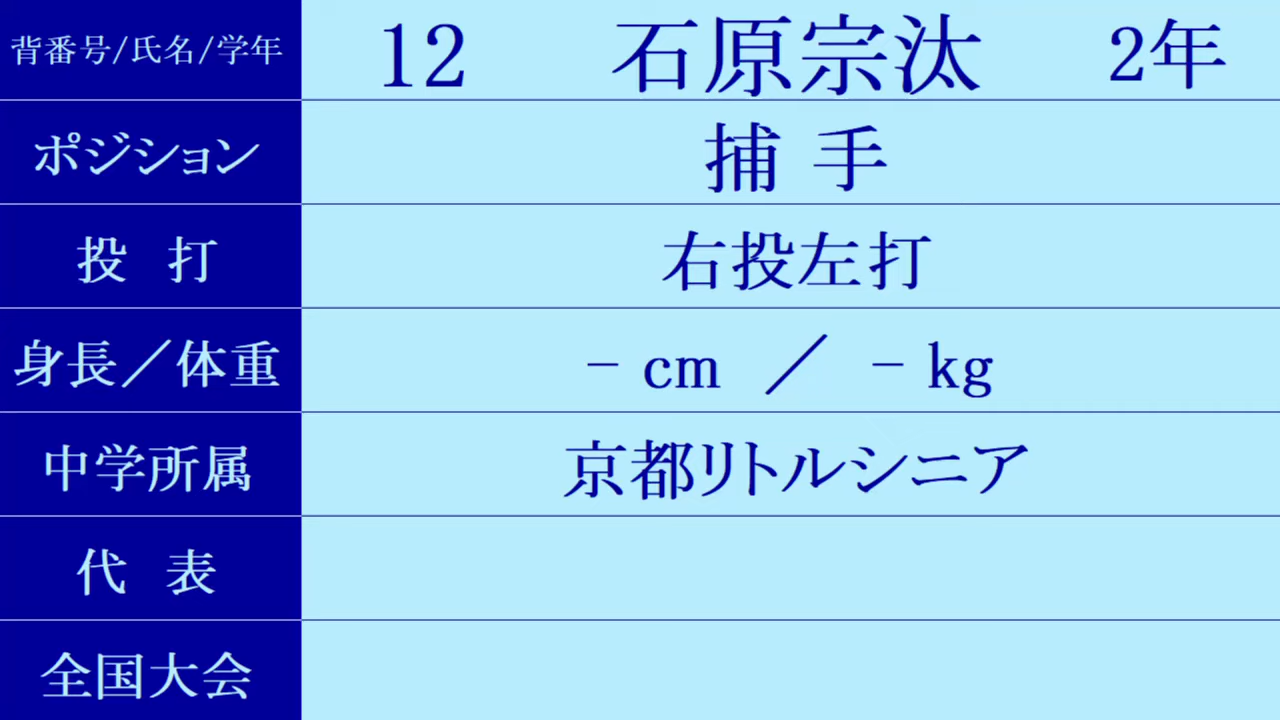 背番号/氏名/学年 12 石原宗汰 2年
ポジション 捕手
投打 右投左打
身長／体重 － cm ／ － kg
中学所属 京都リトルシニア
代表
全国大会